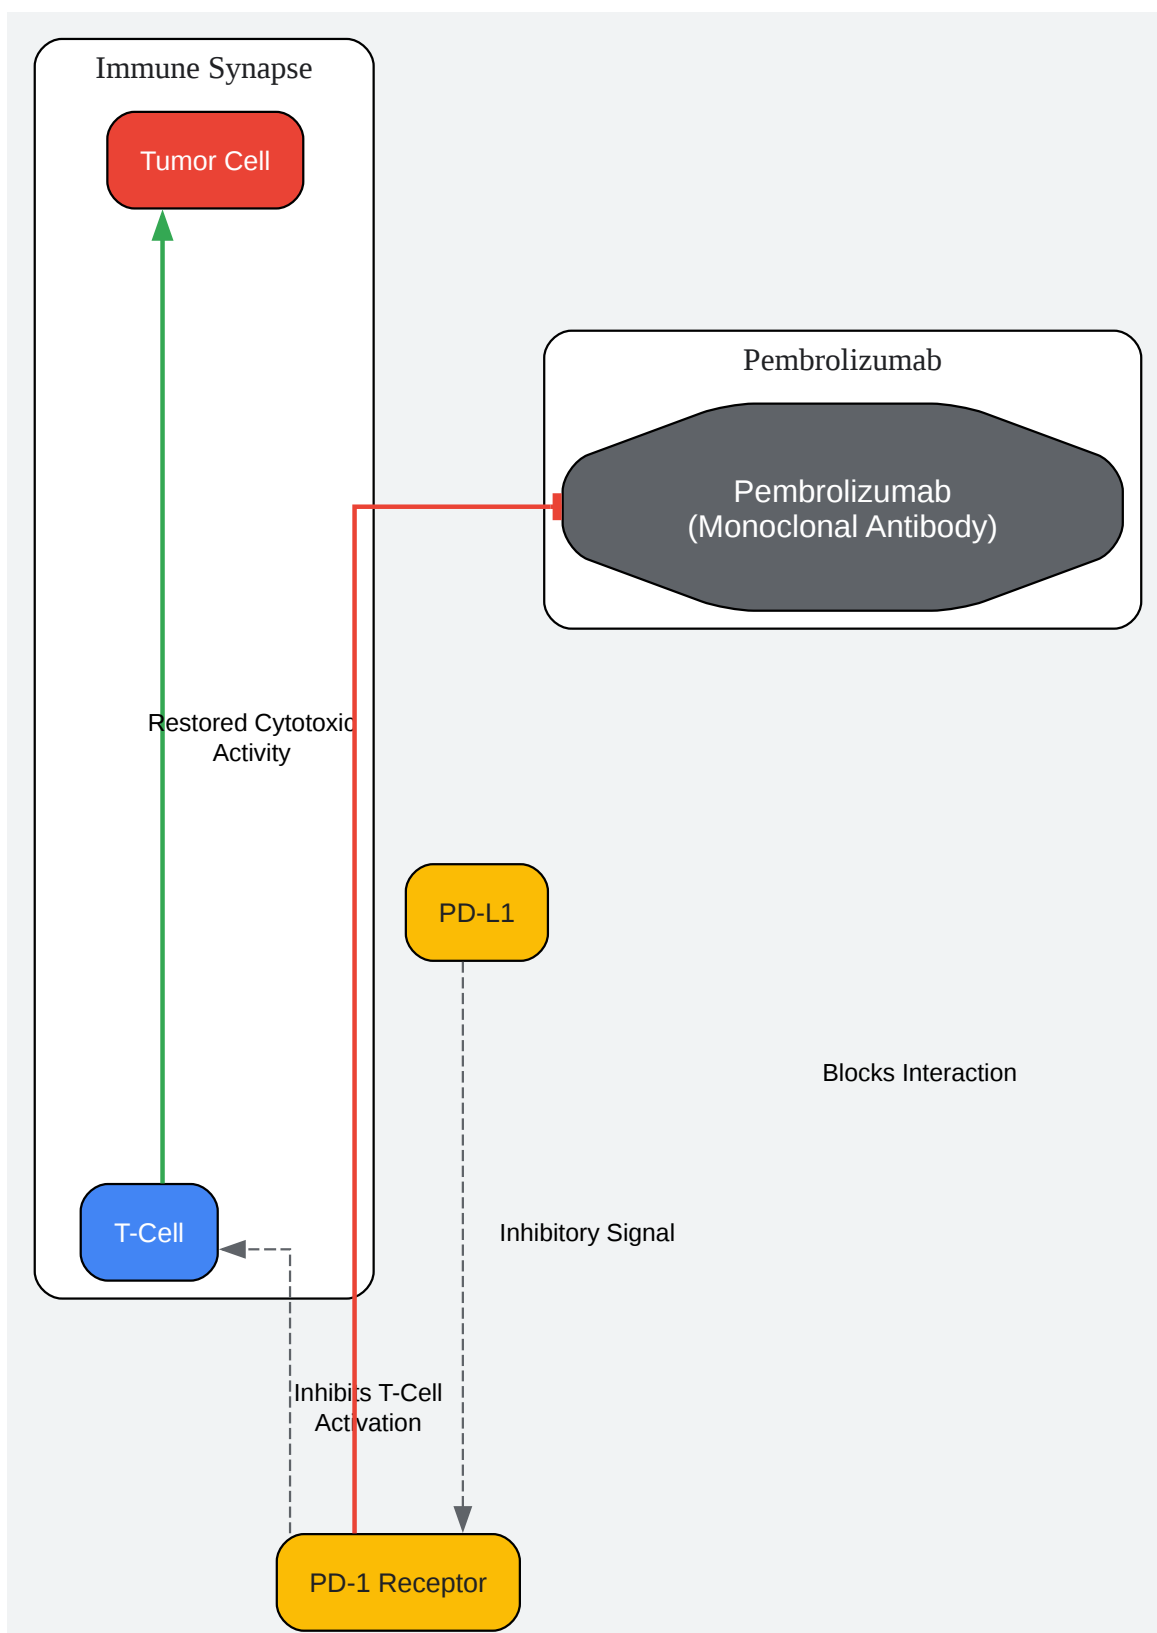 Immune Synapse
Tumor Cell
Pembrolizumab
Pembrolizumab
(Monoclonal Antibody)
Restored Cytotoxic
Activity
PD-L1
Blocks Interaction
T-Cell
Inhibitory Signal
Inhibits T-Cell
Activation
PD-1 Receptor